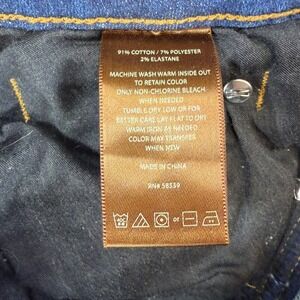 91% COTTON / 7% POLYESTER
2% ELASTANE
MACHINE WASH WARM INSIDE OUT
TO RETAIN COLOR
ONLY NON-CHLORINE BLEACH
WHEN NEEDED
TUMBLE DRY LOW OR FOR
BETTER CARE LAY FLAT TO DRY
WARM IRON AS NEEDED
COLOR MAY TRANSFER
WHEN NEW
MADE IN CHINA
RN# 58539
or